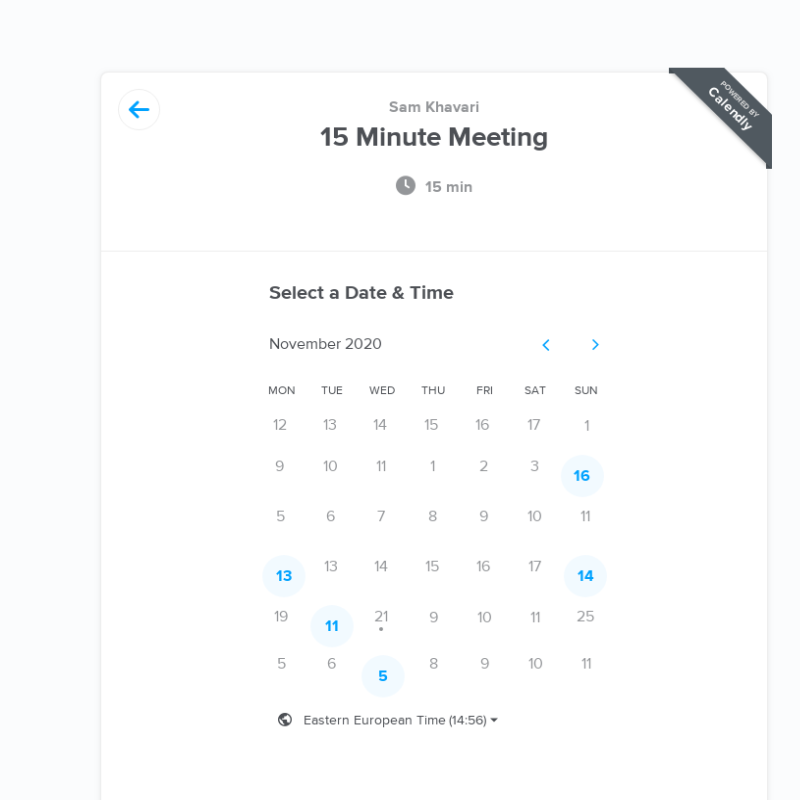 POWERED BY
Calendly
Sam Khavari
15 Minute Meeting
15 min
Select a Date & Time
November 2020
MON TUE WED THU FRI SAT SUN
12 13 14 15 16 17 1
9 10 11 1 2 3 16
5 6 7 8 9 10 11
13 13 14 15 16 17 14
19 11 21 9 10 11 25
5 6 5 8 9 10 11
Eastern European Time (14:56)